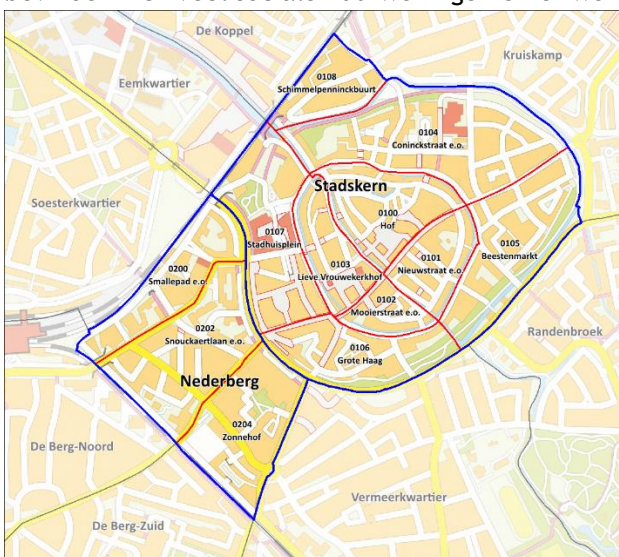 De Koppel
Kruiskamp
Eemkwartier
0108
Schimmelpenninckbuurt
0104
Coninckstraat e.o.
Stadskern
Soesterkwartier
0100
Hof
0107
Stadhuisplein
0105
Beestenmarkt
0101
Nieuwstraat e.o.
0103
Lieve Vrouwekerkhof
0200
Smallepad e.o.
0102
Mooierstraat e.o.
0202
Snouckaertlaan e.o.
Randenbroek
0106
Grote Haag
Nederberg
0204
Zonnehof
De Berg-Noord
Vermeerkwartier
De Berg-Zuid